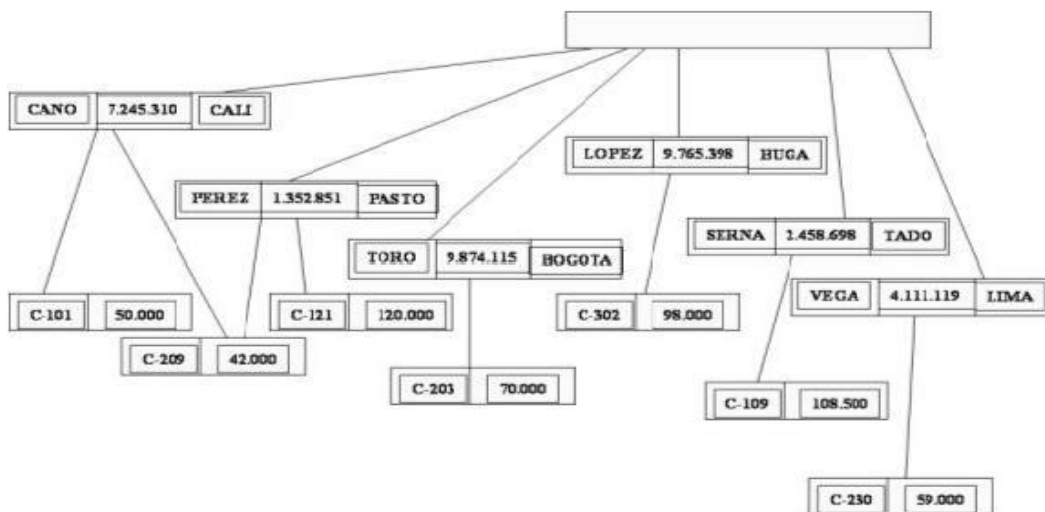 CANO 7.245.310 CALI
LOPEZ 9.765.398 BUGA
PEREZ 1.352.851 PASTO
SERNA 2.458.698 TADO
TORO 9.874.115 BOGOTA
VEGA 4.111.119 LIMA
C-101 50.000
C-121 120.000
C-302 98.000
C-209 42.000
C-203 70.000
C-109 108.500
C-230 59.000